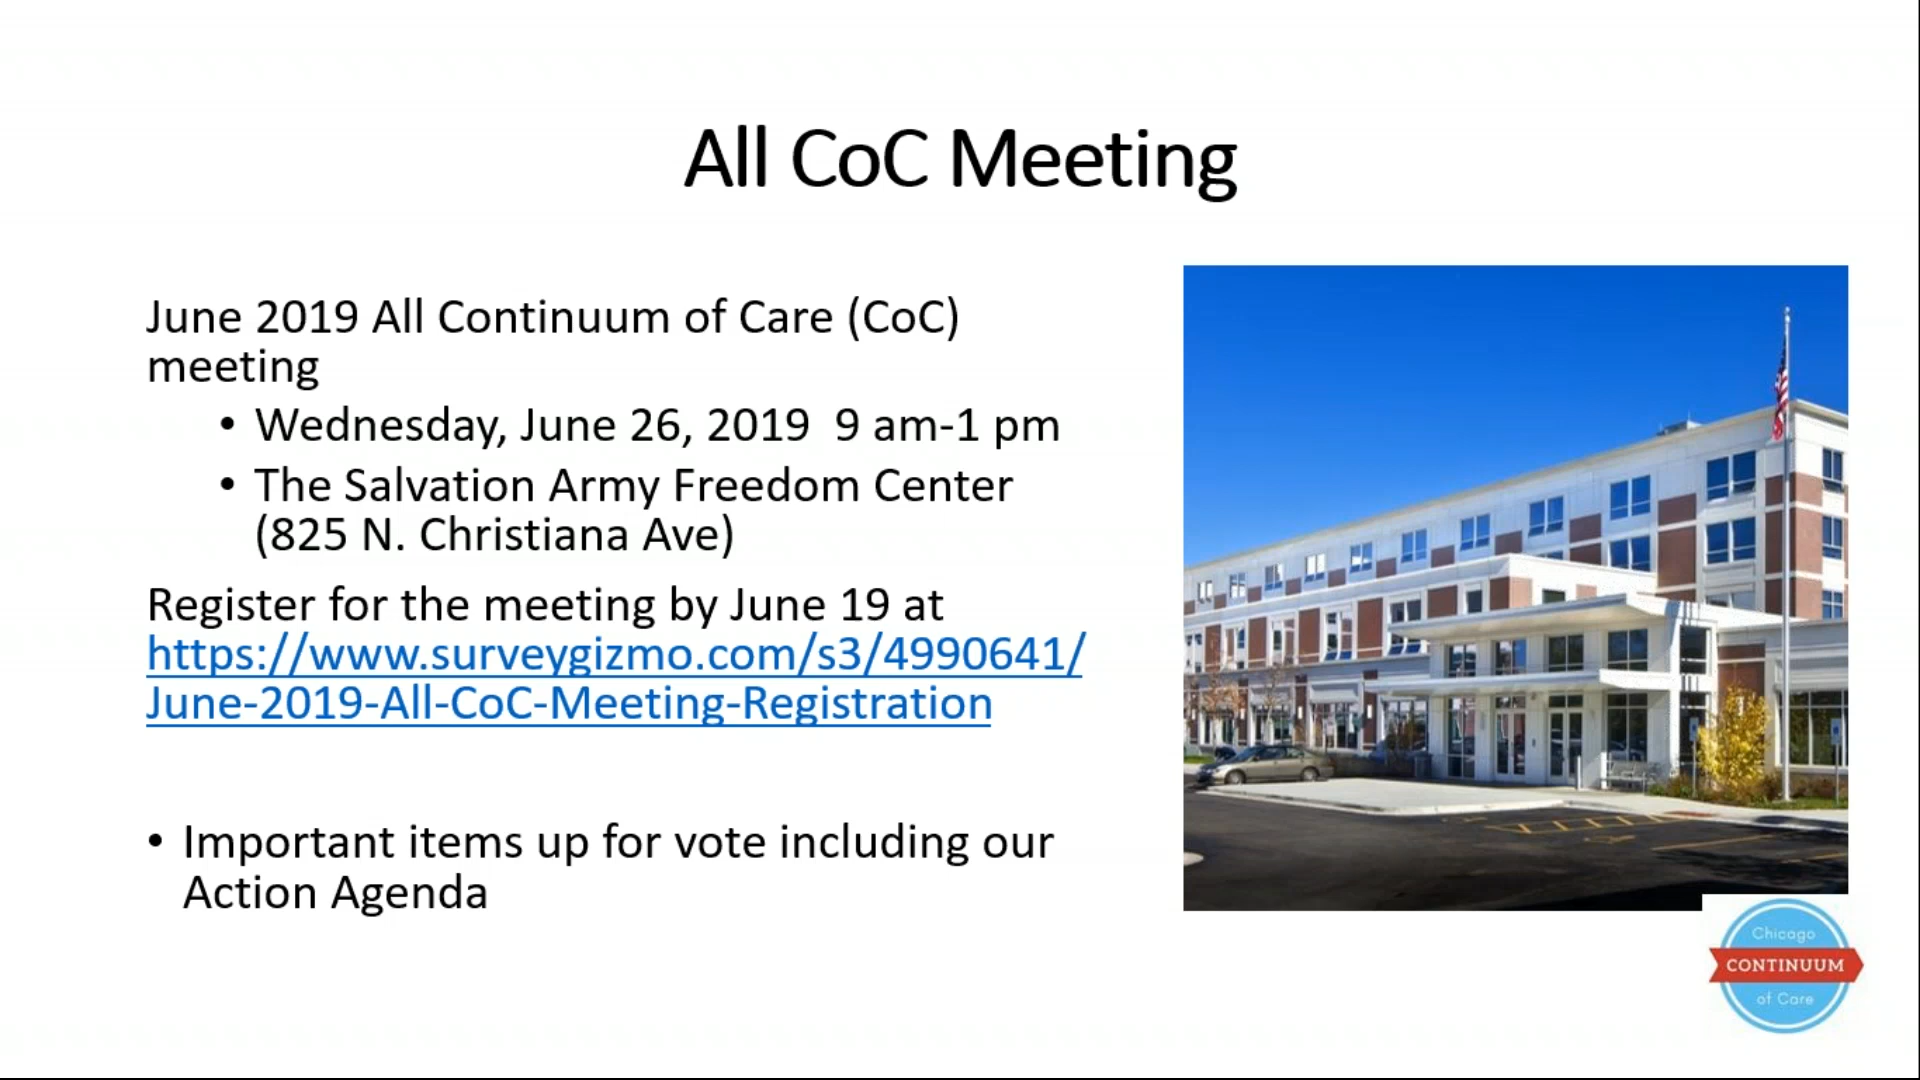 All CoC Meeting
June 2019 All Continuum of Care (CoC)
meeting
• Wednesday, June 26, 2019  9 am-1 pm
• The Salvation Army Freedom Center
(825 N. Christiana Ave)
Register for the meeting by June 19 at
https://www.surveygizmo.com/s3/4990641/
June-2019-All-CoC-Meeting-Registration
• Important items up for vote including our
Action Agenda
Chicago
CONTINUUM
of Care